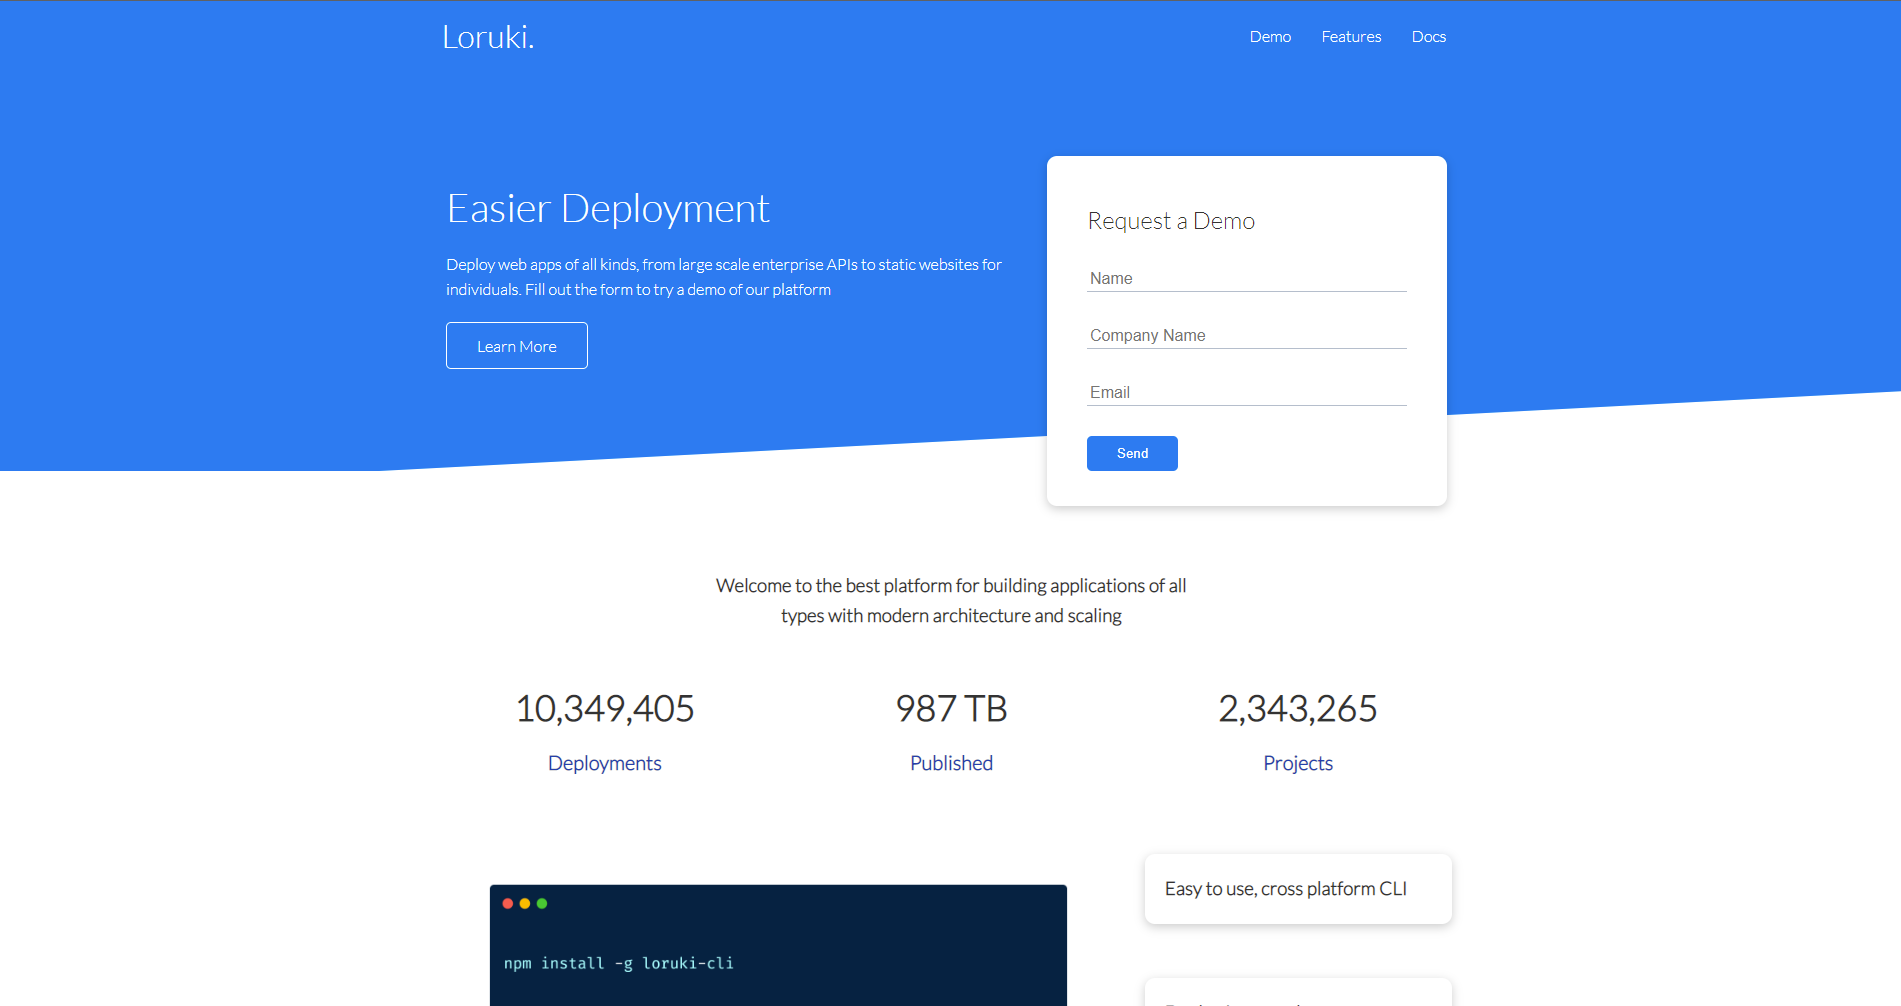 Loruki.
Demo
Features
Docs
Easier Deployment
Deploy web apps of all kinds, from large scale enterprise APIs to static websites for
individuals. Fill out the form to try a demo of our platform
Learn More
Request a Demo
Name
Company Name
Email
Send
Welcome to the best platform for building applications of all
types with modern architecture and scaling
10,349,405
Deployments
987 TB
Published
2,343,265
Projects
npm install -g loruki-cli
Easy to use, cross platform CLI